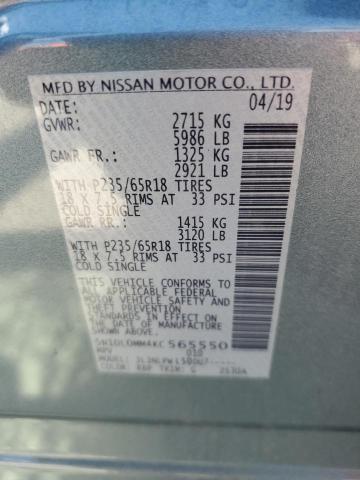 MFD BY NISSAN MOTOR CO., LTD.
DATE: 04/19
GVWR: 2715 KG
5986 LB
GAWR FR.: 1325 KG
2921 LB
WITH P235/65R18 TIRES
18 X 7.5 RIMS AT 33 PSI
COLD SINGLE
GAWR RR.: 1415 KG
3120 LB
WITH P235/65R18 TIRES
18 X 7.5 RIMS AT 33 PSI
COLD SINGLE
THIS VEHICLE CONFORMS TO ALL
APPLICABLE FEDERAL
MOTOR VEHICLE SAFETY
AND THEFT PREVENTION
STANDARDS IN EFFECT ON THE DATE
OF MANUFACTURE SHOWN ABOVE.
565550
MPV 010
MODEL:
COLOR: TRIM: G